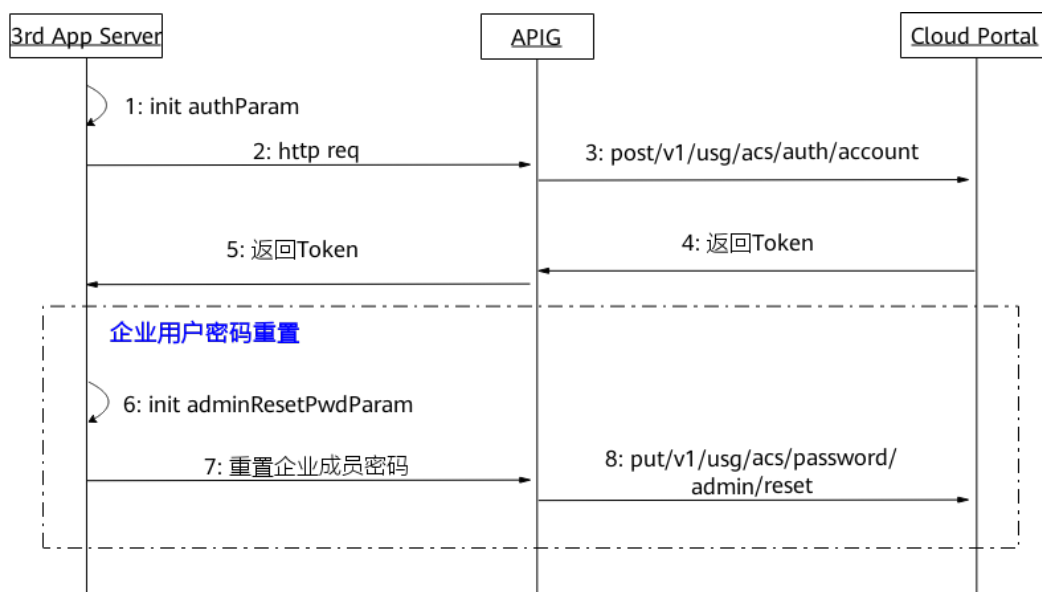 3rd App Server
APIG
Cloud Portal
1: init authParam
2: http req
3: post/v1/usg/acs/auth/account
4: 返回Token
5: 返回Token
企业用户密码重置
6: init adminResetPwdParam
7: 重置企业成员密码
8: put/v1/usg/acs/password/
admin/reset